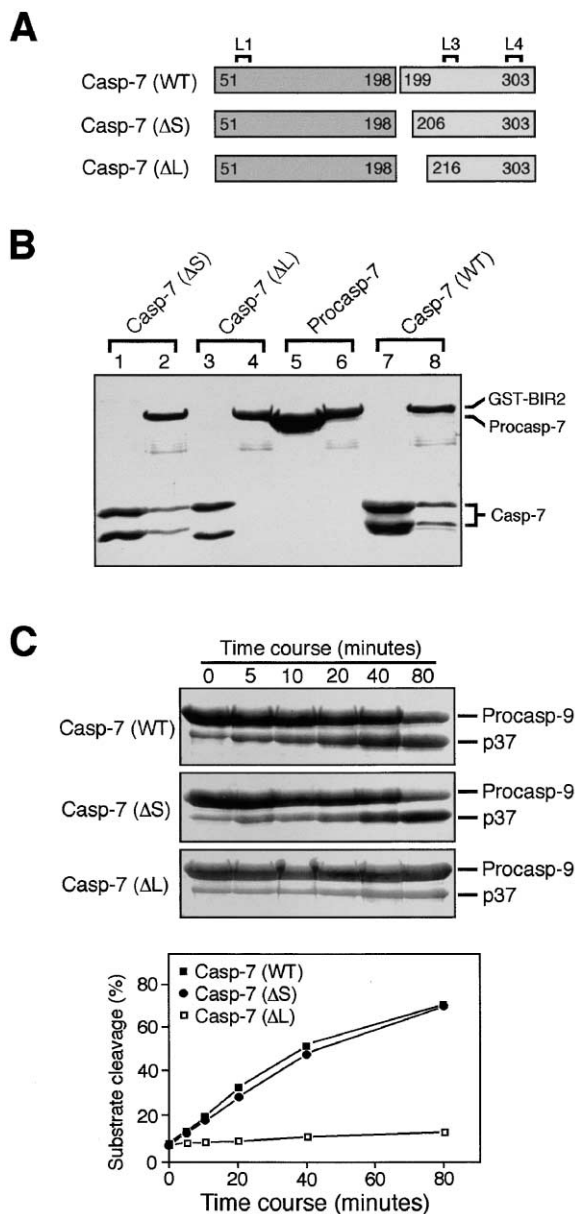 A
L1 L3 L4
Casp-7 (WT) 51 198 199 303
Casp-7 (ΔS) 51 198 206 303
Casp-7 (ΔL) 51 198 216 303
B
Casp-7 (ΔS) Casp-7 (ΔL) Procasp-7 Casp-7 (WT)
1 2 3 4 5 6 7 8
GST-BIR2
Procasp-7
Casp-7
C
Time course (minutes)
0 5 10 20 40 80
Casp-7 (WT)
Procasp-9
p37
Casp-7 (ΔS)
Procasp-9
p37
Casp-7 (ΔL)
Procasp-9
p37
Substrate cleavage (%)
80
60
40
20
0
Casp-7 (WT)
Casp-7 (ΔS)
Casp-7 (ΔL)
0 20 40 60 80
Time course (minutes)